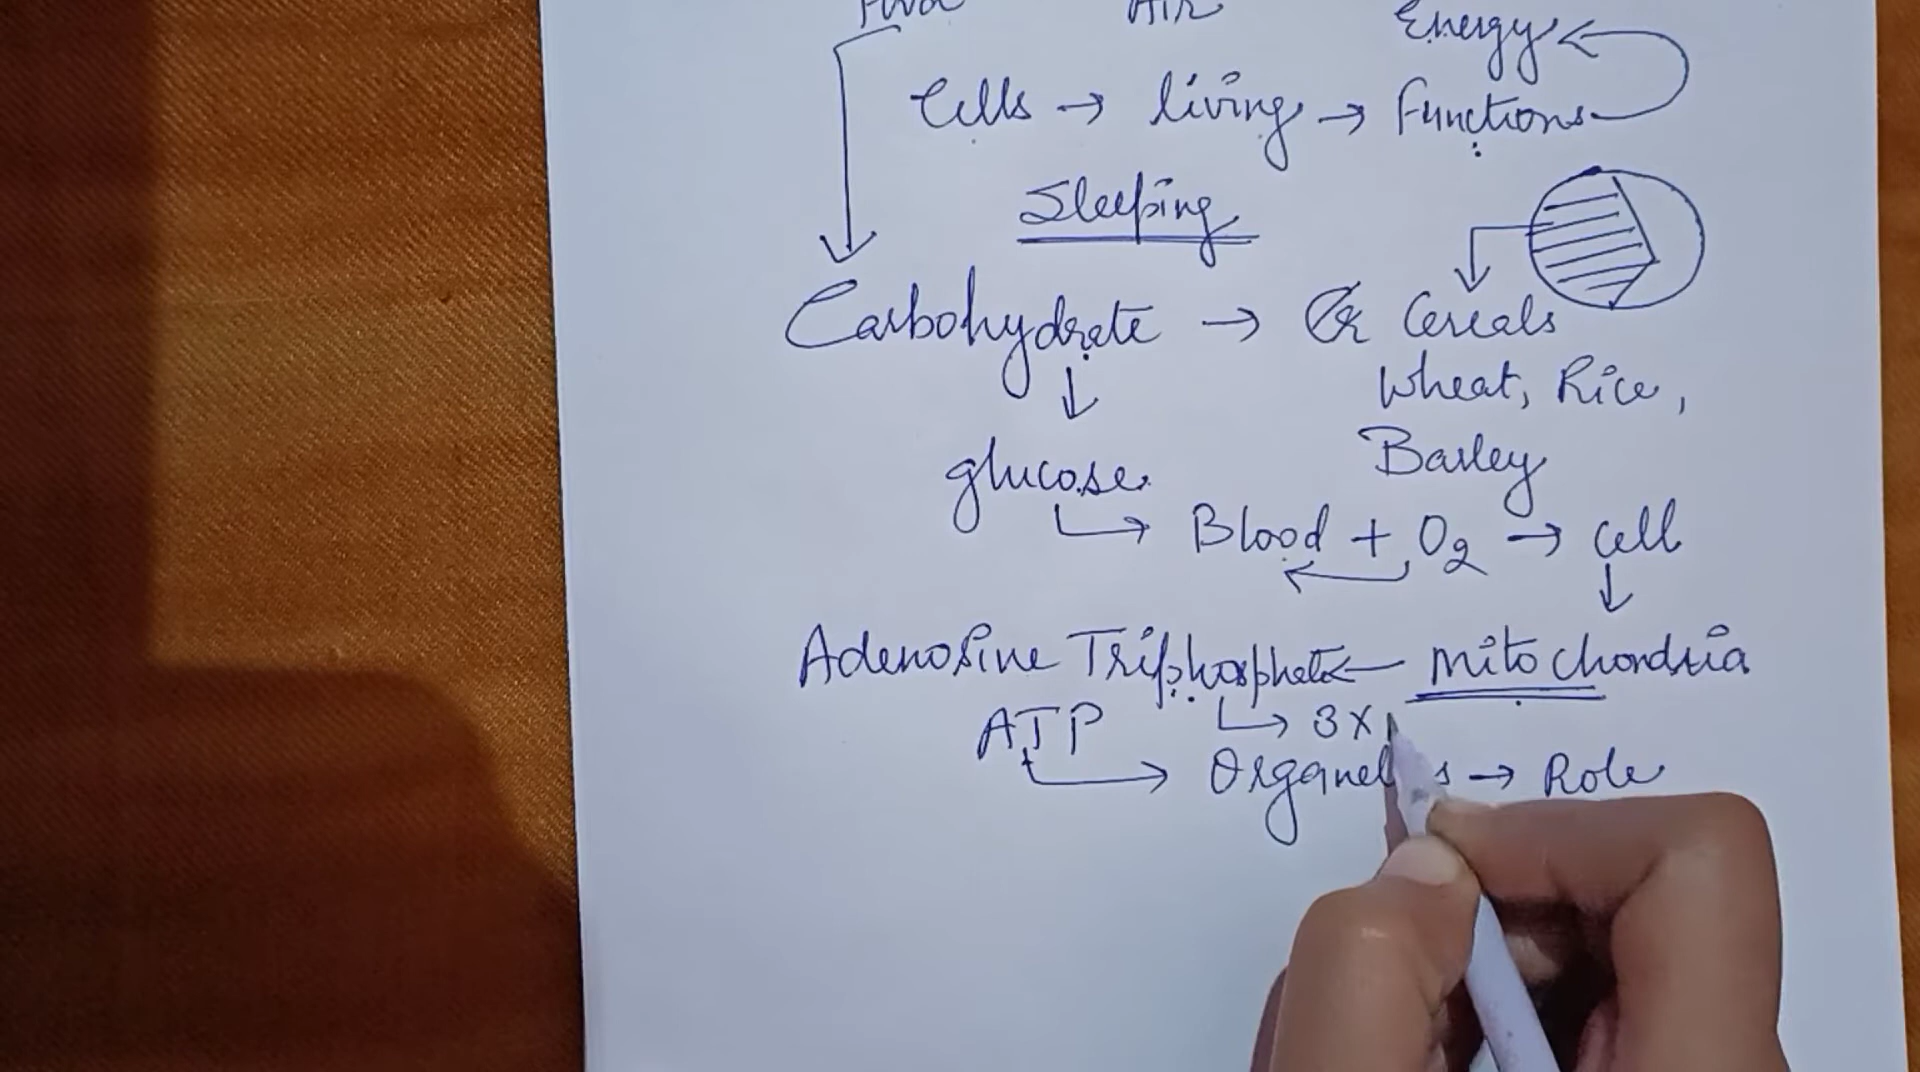 Food Air Energy
Cells → living → Functions
Sleeping
Carbohydrate → Cereals
Wheat, Rice,
Barley
glucose
Blood + O2 → cell
Adenosine Triphosphate ← Mitochondria
ATP → 3 X
→ → Role